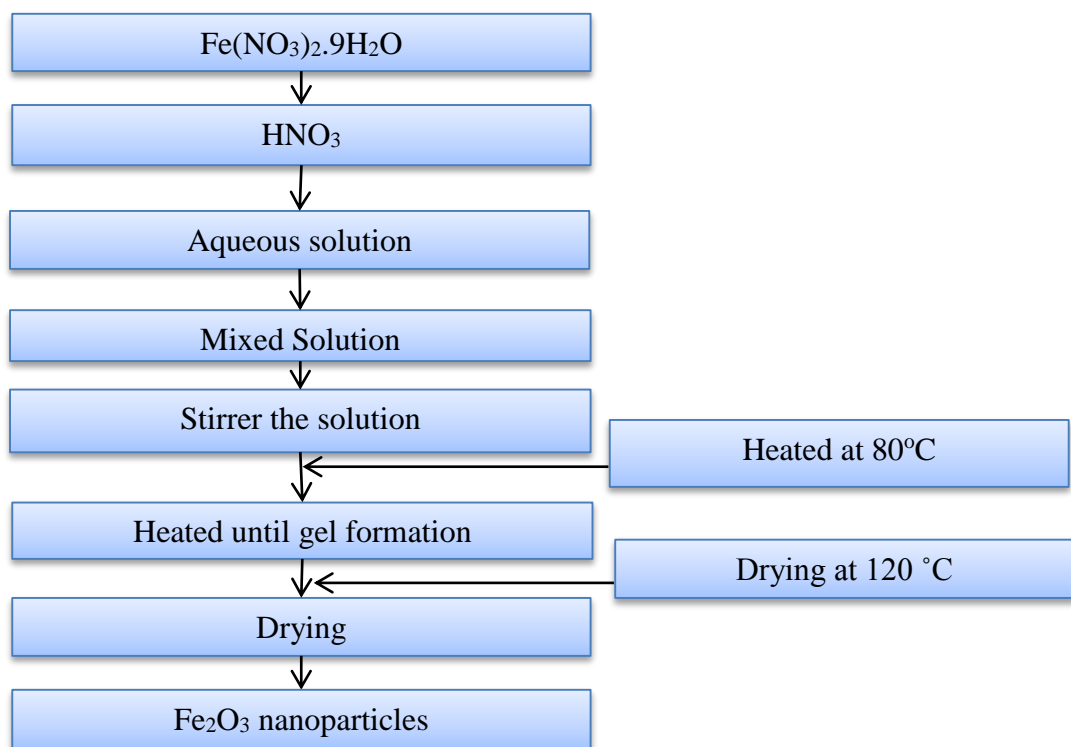 Fe(NO₃)₂.9H₂O
HNO₃
Aqueous solution
Mixed Solution
Stirrer the solution
Heated at 80ºC
Heated until gel formation
Drying at 120 ˚C
Drying
Fe₂O₃ nanoparticles